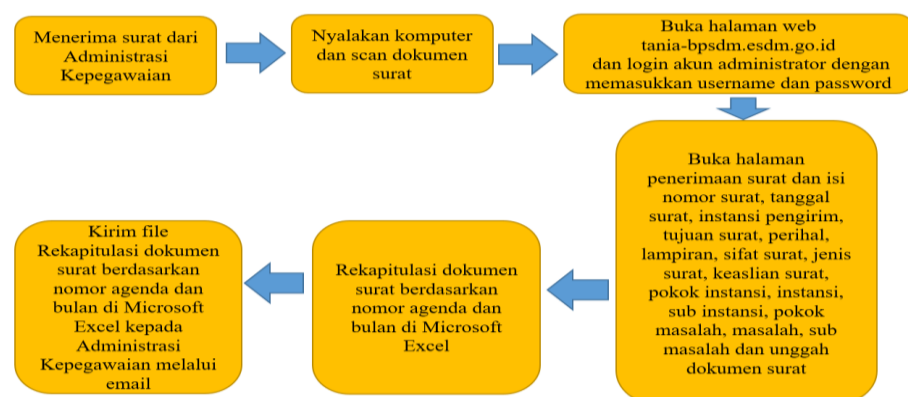 Menerima surat dari
Administrasi
Kepegawaian
Nyalakan komputer
dan scan dokumen
surat
Buka halaman web
tania-bpsdm.esdm.go.id
dan login akun administrator dengan
memasukkan username dan password
Buka halaman
penerimaan surat dan isi
nomor surat, tanggal
surat, instansi pengirim,
tujuan surat, perihal,
lampiran, sifat surat, jenis
surat, keaslian surat,
pokok instansi, instansi,
sub instansi, pokok
masalah, masalah, sub
masalah dan unggah
dokumen surat
Rekapitulasi dokumen
surat berdasarkan
nomor agenda dan
bulan di Microsoft
Excel
Kirim file
Rekapitulasi dokumen
surat berdasarkan
nomor agenda dan
bulan di Microsoft
Excel kepada
Administrasi
Kepegawaian melalui
email